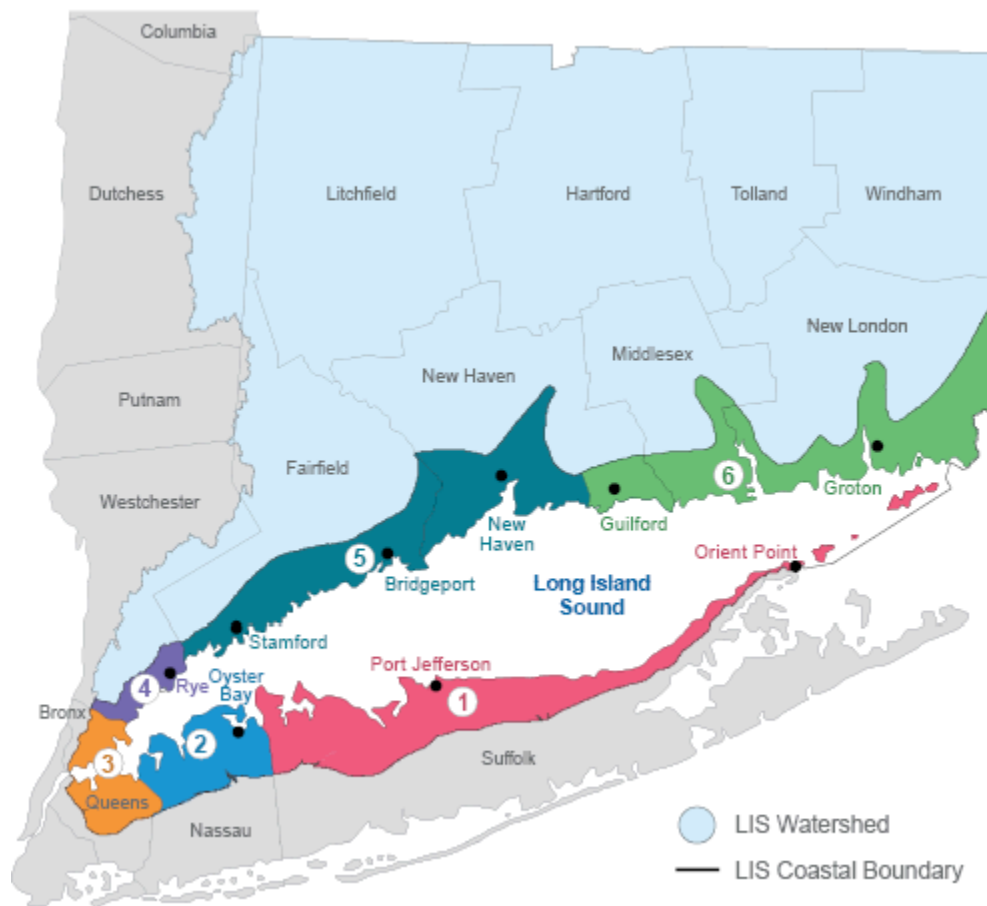 Columbia
Dutchess
Litchfield
Hartford
Tolland
Windham
New London
Middlesex
New Haven
Putnam
Fairfield
Westchester
6
Groton
Guilford
New
Haven
5
Bridgeport
Orient Point
Long Island
Sound
Stamford
Port Jefferson
4
Rye
Oyster
Bay
1
Bronx
2
3
Suffolk
Queens
Nassau
LIS Watershed
LIS Coastal Boundary